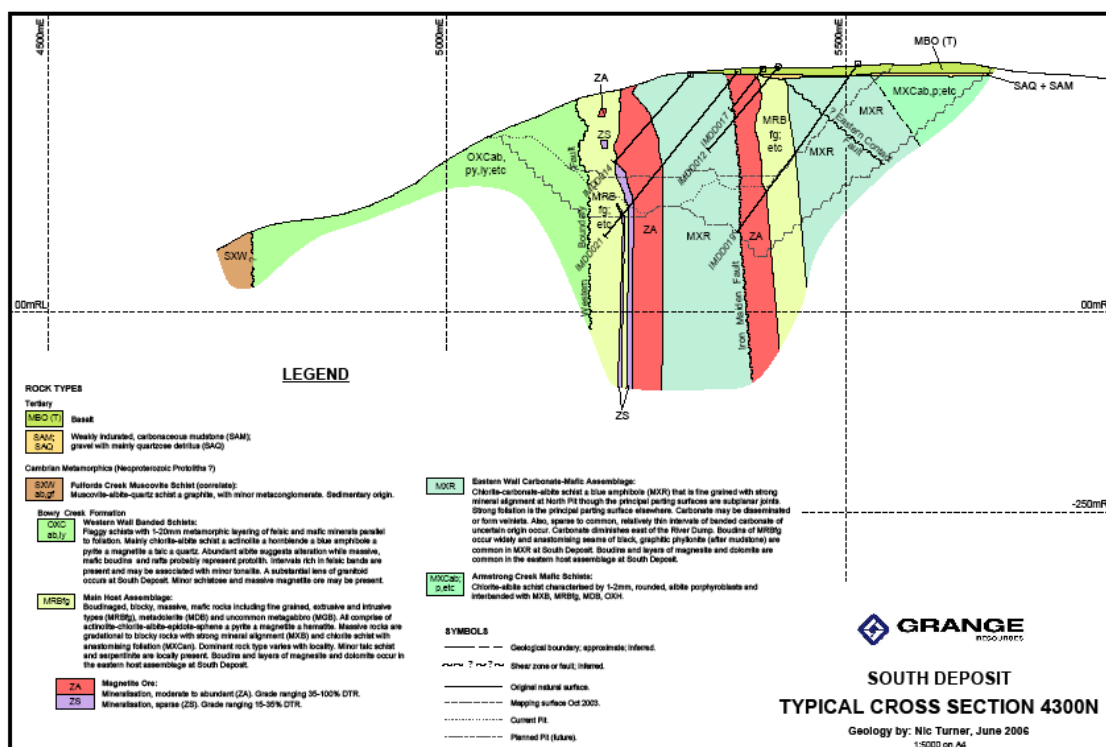 4500mE
5000mE
5500mE
MBO (T)
SAQ + SAM
MXCab,p;etc
MXR
? Eastern Contact Fault
MXR
MRB
fg;
etc
ZA
ZS
OXCab,
py,ly;etc
Western Boundary Fault
MRB
fg;
etc
IMDD014
IMDD021
IMDD017
IMDD012
IMDD019
ZA
MXR
ZA
Iron Maiden Fault
SXW
?
00mRL
00mR
-250mR
ZS
LEGEND
ROCK TYPES
Tertiary
MBO (T) Basalt
SAM;
SAQ
Weakly indurated, carbonaceous mudstone (SAM);
gravel with mainly quartzose detritus (SAQ)
Cambrian Metamorphics (Neoproterozoic Protoliths ?)
SXW
ab,gf
Fulfords Creek Muscovite Schist (correlate):
Muscovite-albite-quartz schist ± graphite, with minor metaconglomerate. Sedimentary origin.
Bowry Creek Formation
OXC
ab,ly
Western Wall Banded Schists:
Flaggy schists with 1-20mm metamorphic layering of felsic and mafic minerals parallel
to foliation. Mainly chlorite-albite schist a actinolite a hornblende a blue amphibole a
pyrite a magnetite a talc a quartz. Abundant albite suggests alteration while massive,
mafic boudins and rafts probably represent protolith. Intervals rich in felsic bands are
present and may be associated with minor tonalite. A substantial lens of granitoid
occurs at South Deposit. Minor schistose and massive magnetite ore may be present.
MRBfg
Main Host Assemblage:
Boudinaged, blocky, massive, mafic rocks including fine grained, extrusive and intrusive
types (MRBfg), metadolerite (MDB) and uncommon metagabbro (MGB). All comprise of
actinolite-chlorite-albite-epidote-sphene a pyrite a magnetite a hematite. Massive rocks are
gradational to blocky rocks with strong mineral alignment (MXB) and chlorite schist with
anastomising foliation (MXCan). Dominant rock type varies with locality. Minor talc schist
and serpentinite are locally present. Boudins and layers of magnesite and dolomite occur in
the eastern host assemblage at South Deposit.
ZA
ZS
Magnetite Ore:
Mineralisation, moderate to abundant (ZA). Grade ranging 35-100% DTR.
Mineralisation, sparse (ZS). Grade ranging 15-35% DTR.
MXR
Eastern Wall Carbonate-Mafic Assemblage:
Chlorite-carbonate-albite schist a blue amphibole (MXR) that is fine grained with strong
mineral alignment at North Pit though the principal parting surfaces are subplanar joints.
Strong foliation is the principal parting surface elsewhere. Carbonate may be disseminated
or form veinlets. Also, sparse to common, relatively thin intervals of banded carbonate of
uncertain origin occur. Carbonate diminishes east of the River Dump. Boudins of MRBfg
occur widely and anastomising seams of black, graphitic phyllonite (after mudstone) are
common in MXR at South Deposit. Boudins and layers of magnesite and dolomite are
common in the eastern host assemblage at South Deposit.
MXCab;
p,etc
Armstrong Creek Mafic Schists:
Chlorite-albite schist characterised by 1-2mm, rounded, albite porphyroblasts and
interbanded with MXB, MRBfg, MDB, OXH.
SYMBOLS
Geological boundary; approximate; inferred.
? ? Shear zone or fault; inferred.
Original natural surface.
Mapping surface Oct 2003.
Current Pit.
Planned Pit (future).
GRANGE
RESOURCES
SOUTH DEPOSIT
TYPICAL CROSS SECTION 4300N
Geology by: Nic Turner, June 2006
1:5000 on A4